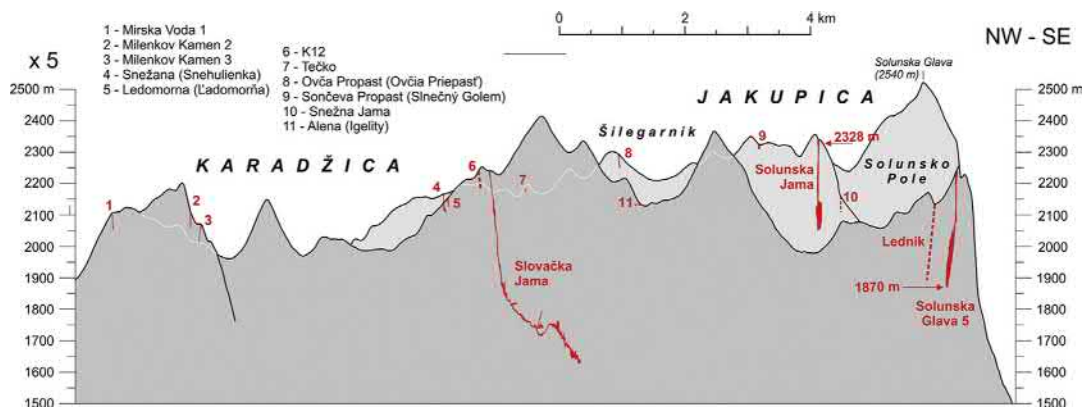 0 2 4 km
NW - SE
x 5
1 - Mirska Voda 1
2 - Milenkov Kamen 2
3 - Milenkov Kamen 3
4 - Snežana (Snehulienka)
5 - Ledomorna (Ľadomorňa)
6 - K12
7 - Tečko
8 - Ovča Propast (Ovčia Priepasť)
9 - Sončeva Propast (Slnečný Golem)
10 - Snežna Jama
11 - Alena (Igelity)
Solunska Glava
(2540 m)
JAKUPICA
KARADŽICA
Šilegarnik
Solunsko
Pole
2328 m
Solunska
Jama
Slovačka
Jama
Lednik
1870 m
Solunska
Glava 5
1
2
3
4
5
6
7
8
9
10
11
2500 m
2400
2300
2200
2100
2000
1900
1800
1700
1600
1500
2500 m
2400
2300
2200
2100
2000
1900
1800
1700
1600
1500